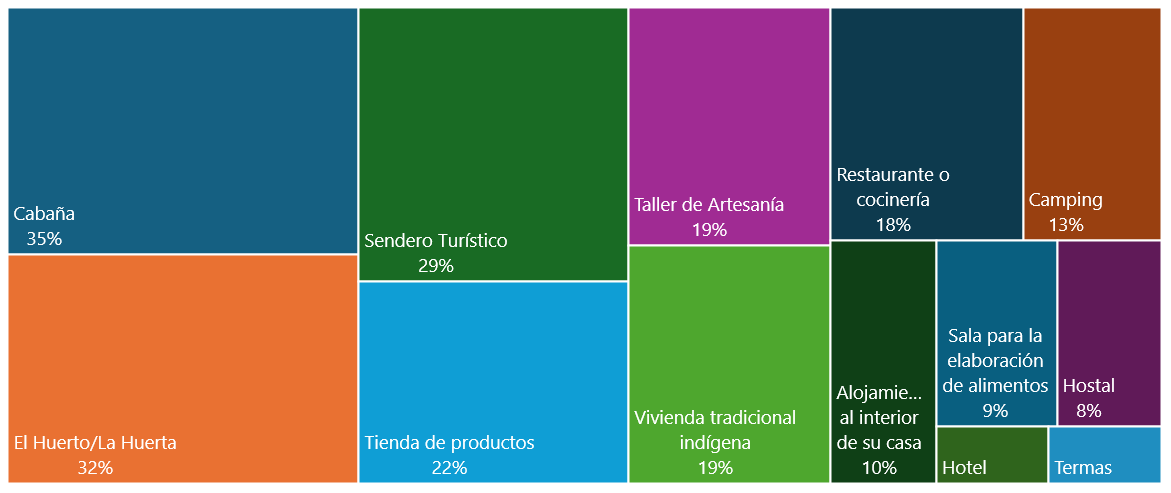 Cabaña
35%
El Huerto/La Huerta
32%
Sendero Turístico
29%
Tienda de productos
22%
Taller de Artesanía
19%
Vivienda tradicional
indígena
19%
Restaurante o
cocinería
18%
Camping
13%
Alojamie...
al interior
de su casa
10%
Sala para la
elaboración
de alimentos
9%
Hostal
8%
Hotel
Termas